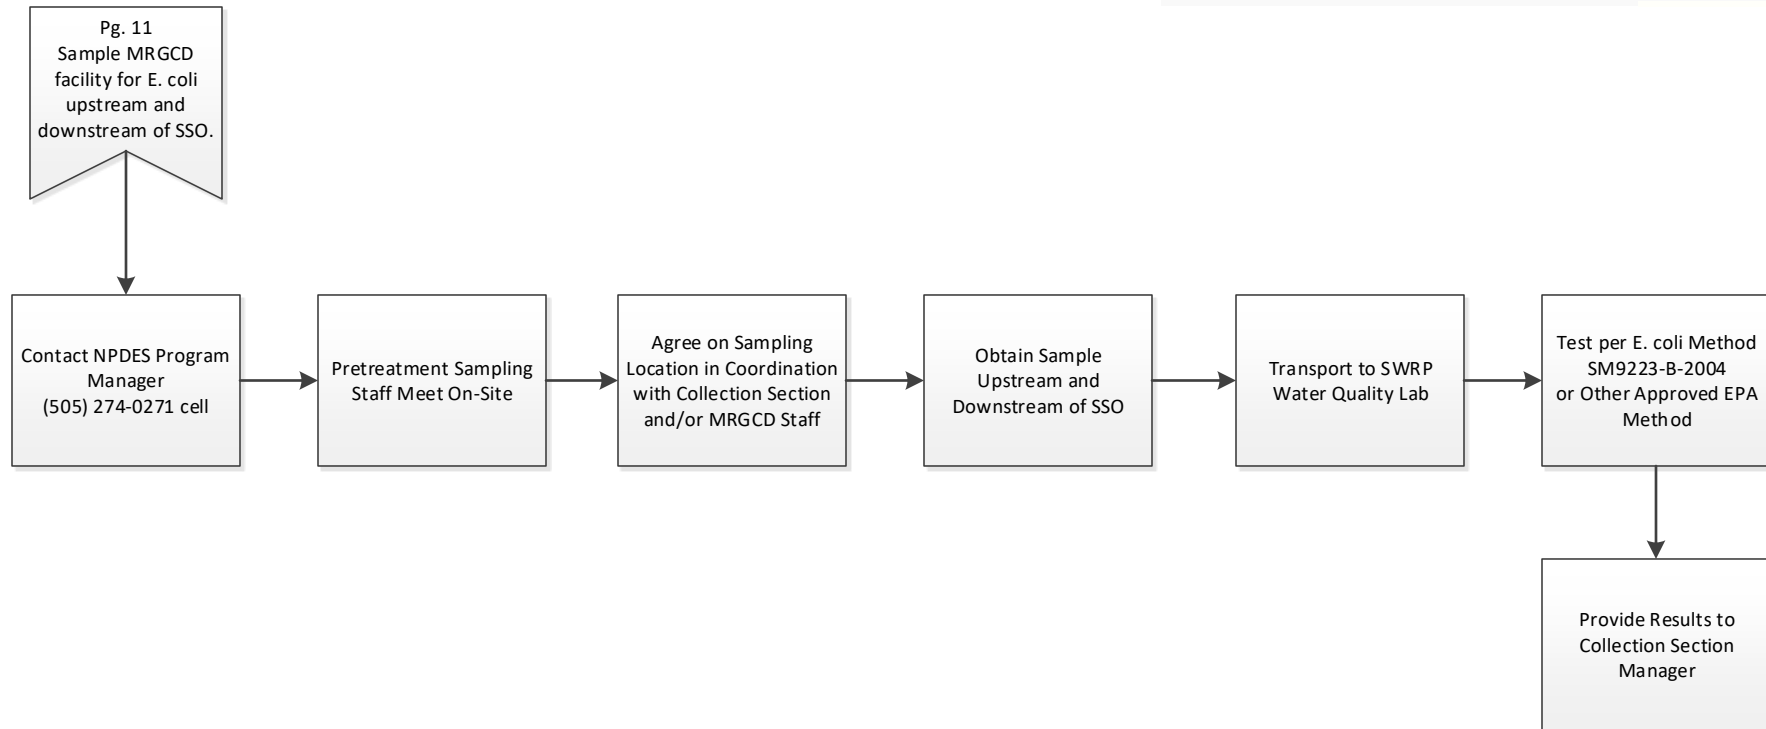 Pg. 11
Sample MRGCD
facility for E. coli
upstream and
downstream of SSO.
Contact NPDES Program
Manager
(505) 274-0271 cell
Pretreatment Sampling
Staff Meet On-Site
Agree on Sampling
Location in Coordination
with Collection Section
and/or MRGCD Staff
Obtain Sample
Upstream and
Downstream of SSO
Transport to SWRP
Water Quality Lab
Test per E. coli Method
SM9223-B-2004
or Other Approved EPA
Method
Provide Results to
Collection Section
Manager